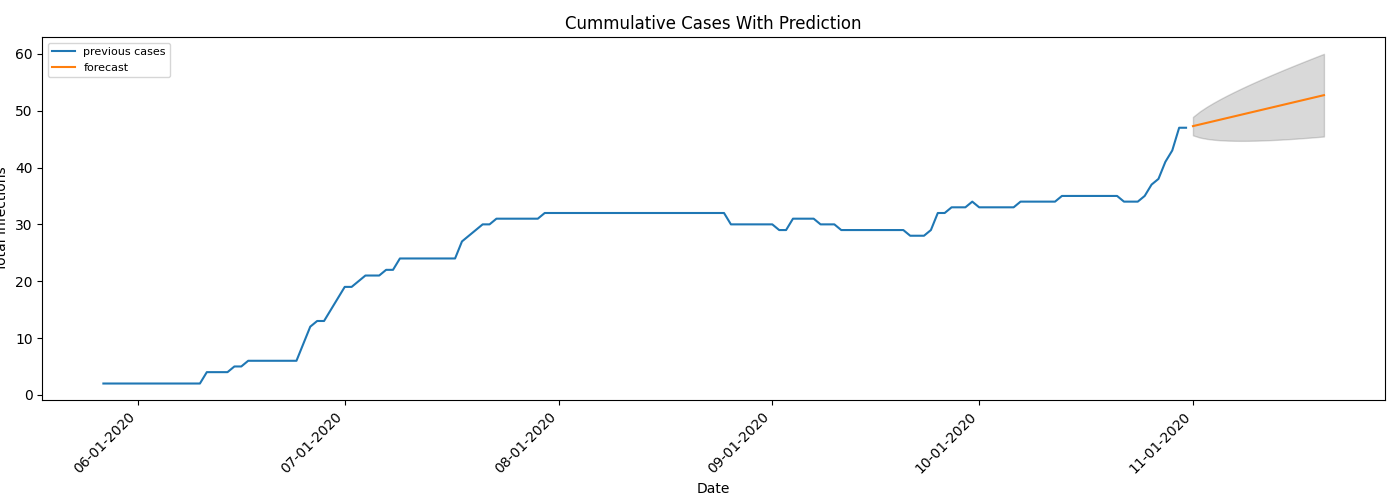 Cummulative Cases With Prediction
previous cases
forecast
60
50
40
30
20
10
0
Total Infections
06-01-2020
07-01-2020
08-01-2020
09-01-2020
10-01-2020
11-01-2020
Date